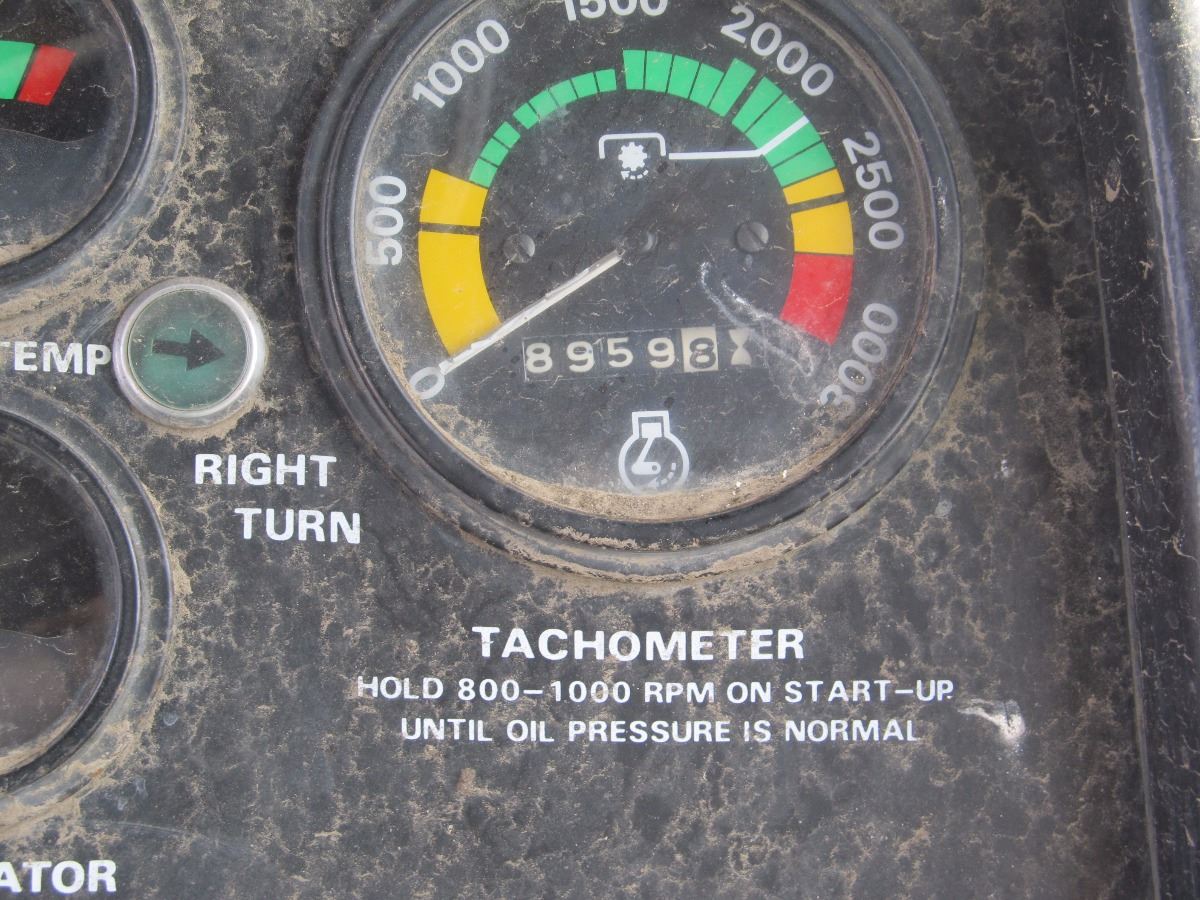 500
1000
1500
2000
2500
3000
0
89598
TEMP
RIGHT
TURN
TACHOMETER
HOLD 800-1000 RPM ON START-UP
UNTIL OIL PRESSURE IS NORMAL
ATOR